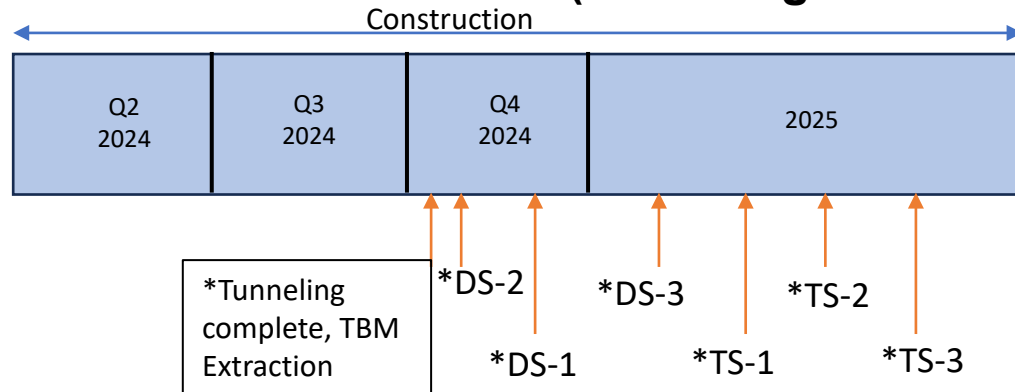 Construction
Q2
2024
Q3
2024
Q4
2024
2025
*Tunneling
complete, TBM
Extraction
*DS-2
*DS-1
*DS-3
*TS-1
*TS-2
*TS-3